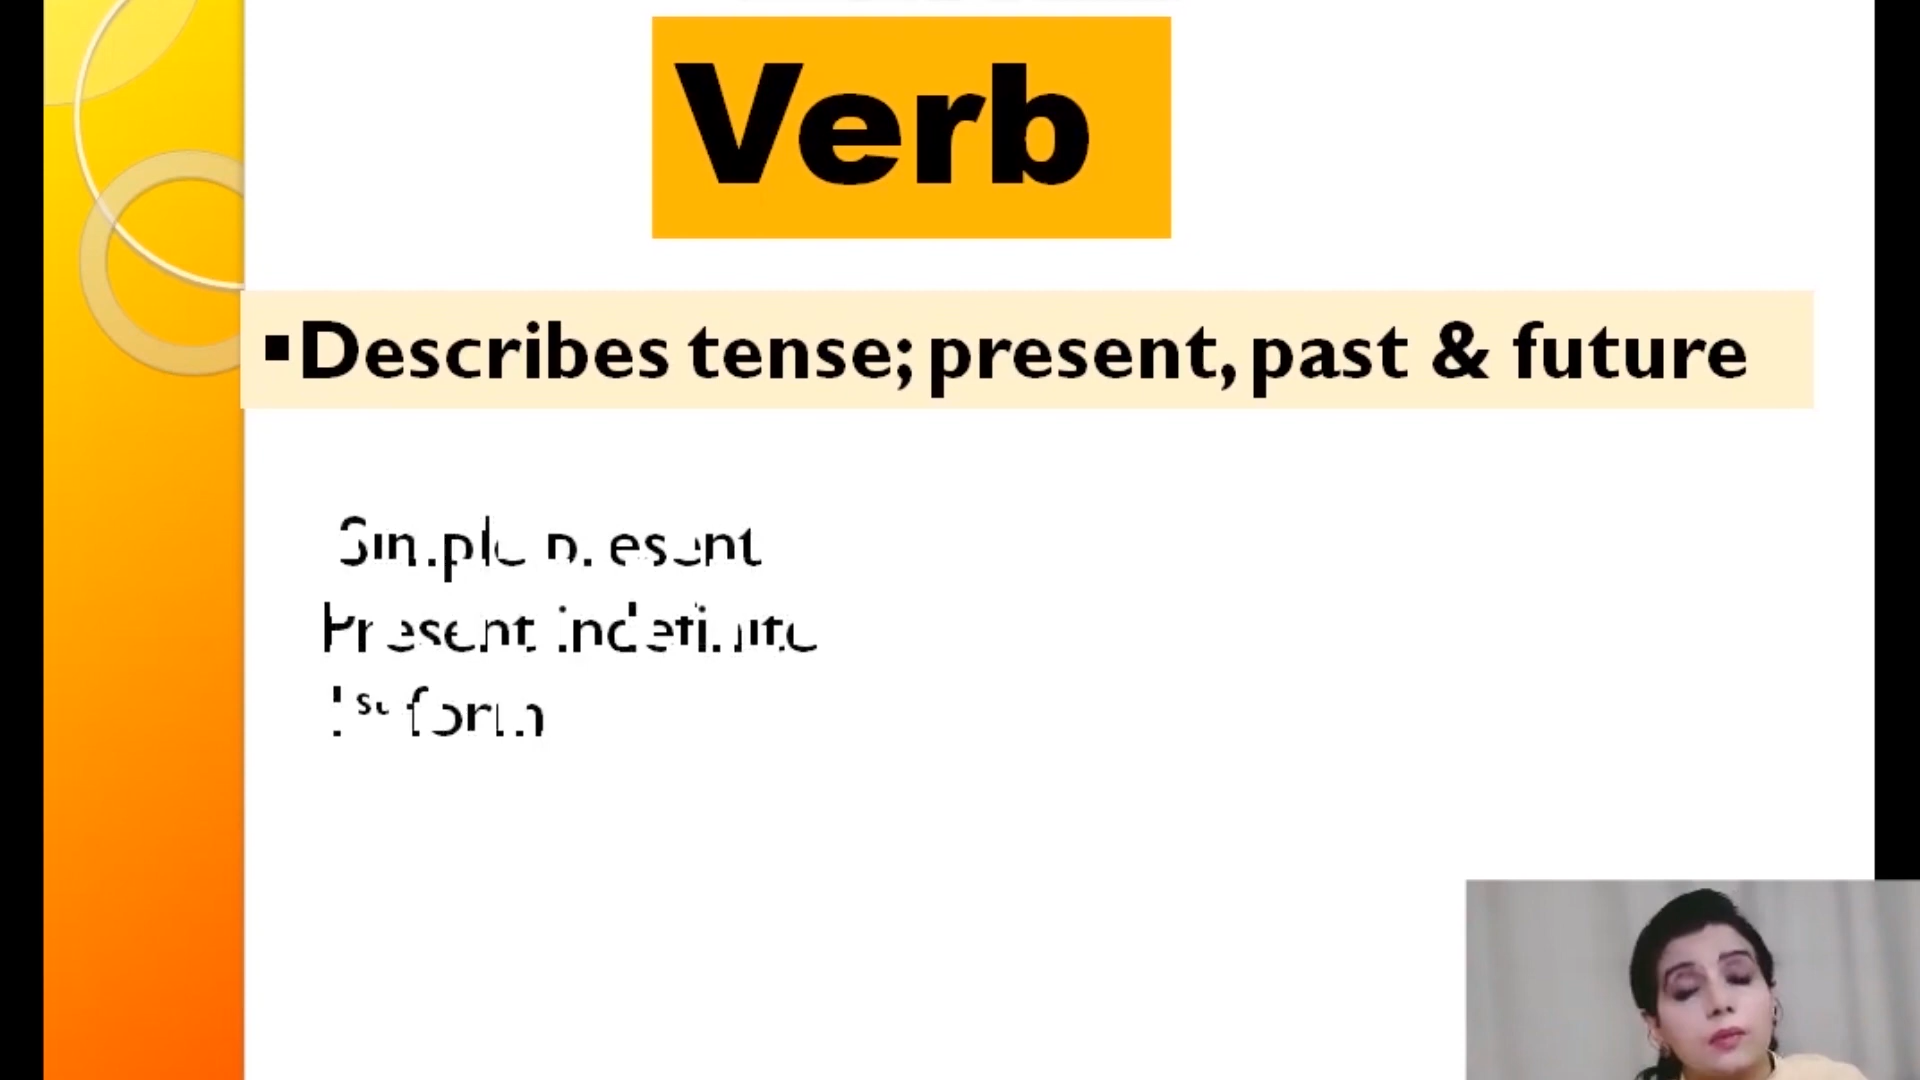 Verb
▪Describes tense; present, past & future
Simple present
Present indefinite
1st form